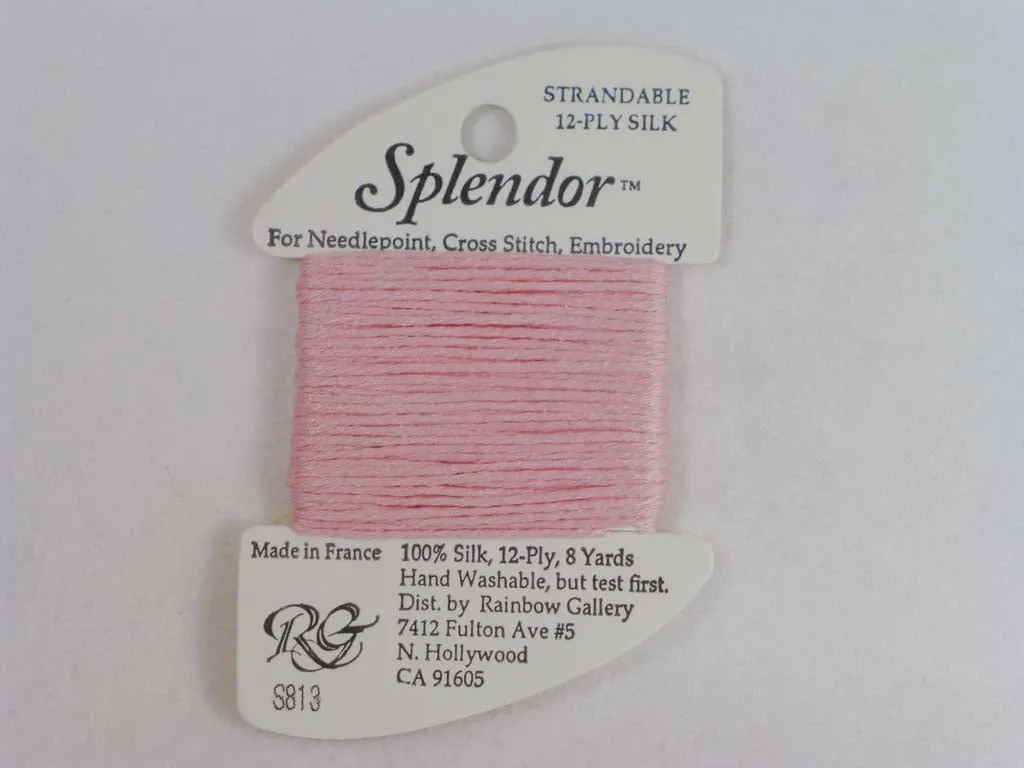 STRANDABLE
12-PLY SILK
Splendor™
For Needlepoint, Cross Stitch, Embroidery
Made in France
100% Silk, 12-Ply, 8 Yards
Hand Washable, but test first.
Dist. by Rainbow Gallery
7412 Fulton Ave #5
N. Hollywood
CA 91605
RG
S813